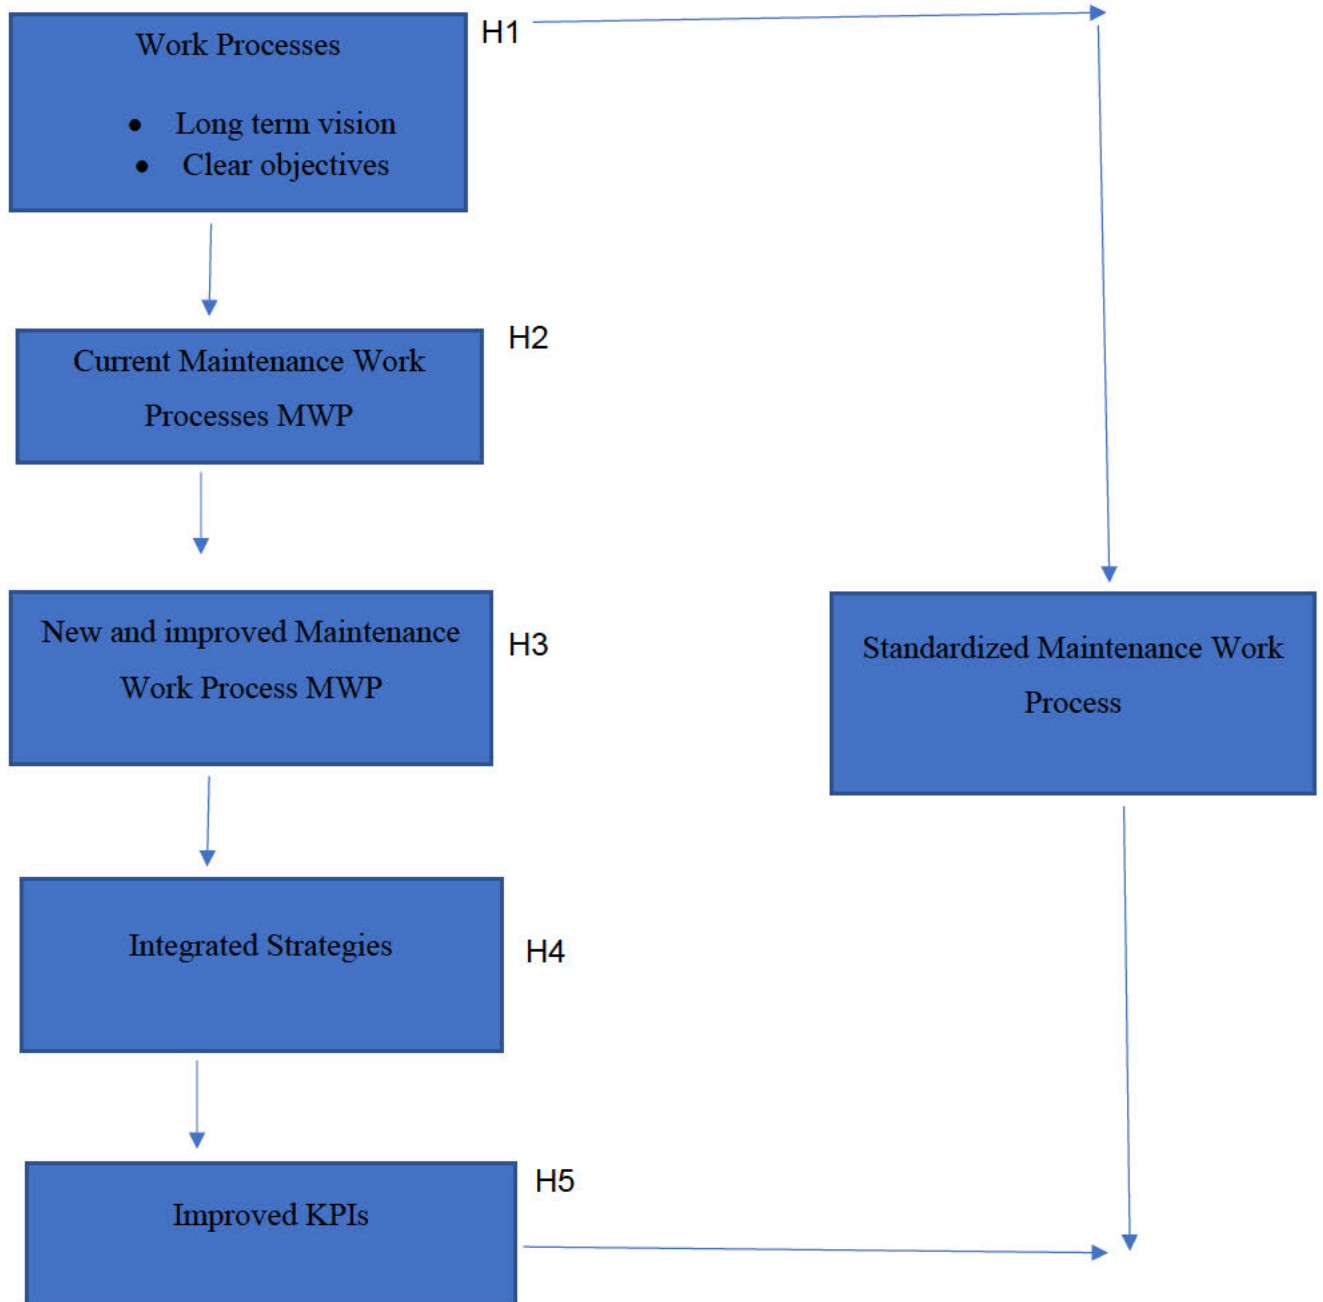 Work Processes
H1
• Long term vision
• Clear objectives
H2
Current Maintenance Work
Processes MWP
New and improved Maintenance
Work Process MWP
H3
Standardized Maintenance Work
Process
Integrated Strategies
H4
H5
Improved KPIs